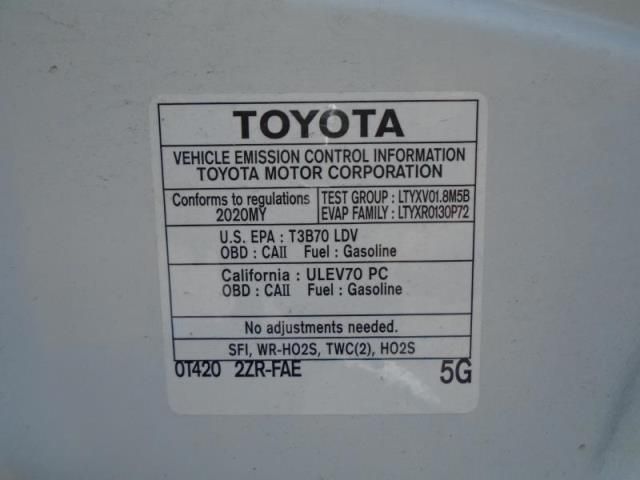 TOYOTA
VEHICLE EMISSION CONTROL INFORMATION
TOYOTA MOTOR CORPORATION
Conforms to regulations
2020MY
TEST GROUP : LTYXV01.8M5B
EVAP FAMILY : LTYXR0130P72
U.S. EPA : T3B70 LDV
OBD : CAII Fuel : Gasoline
California : ULEV70 PC
OBD : CAII Fuel : Gasoline
No adjustments needed.
SFI, WR-HO2S, TWC(2), HO2S
0T420 2ZR-FAE 5G